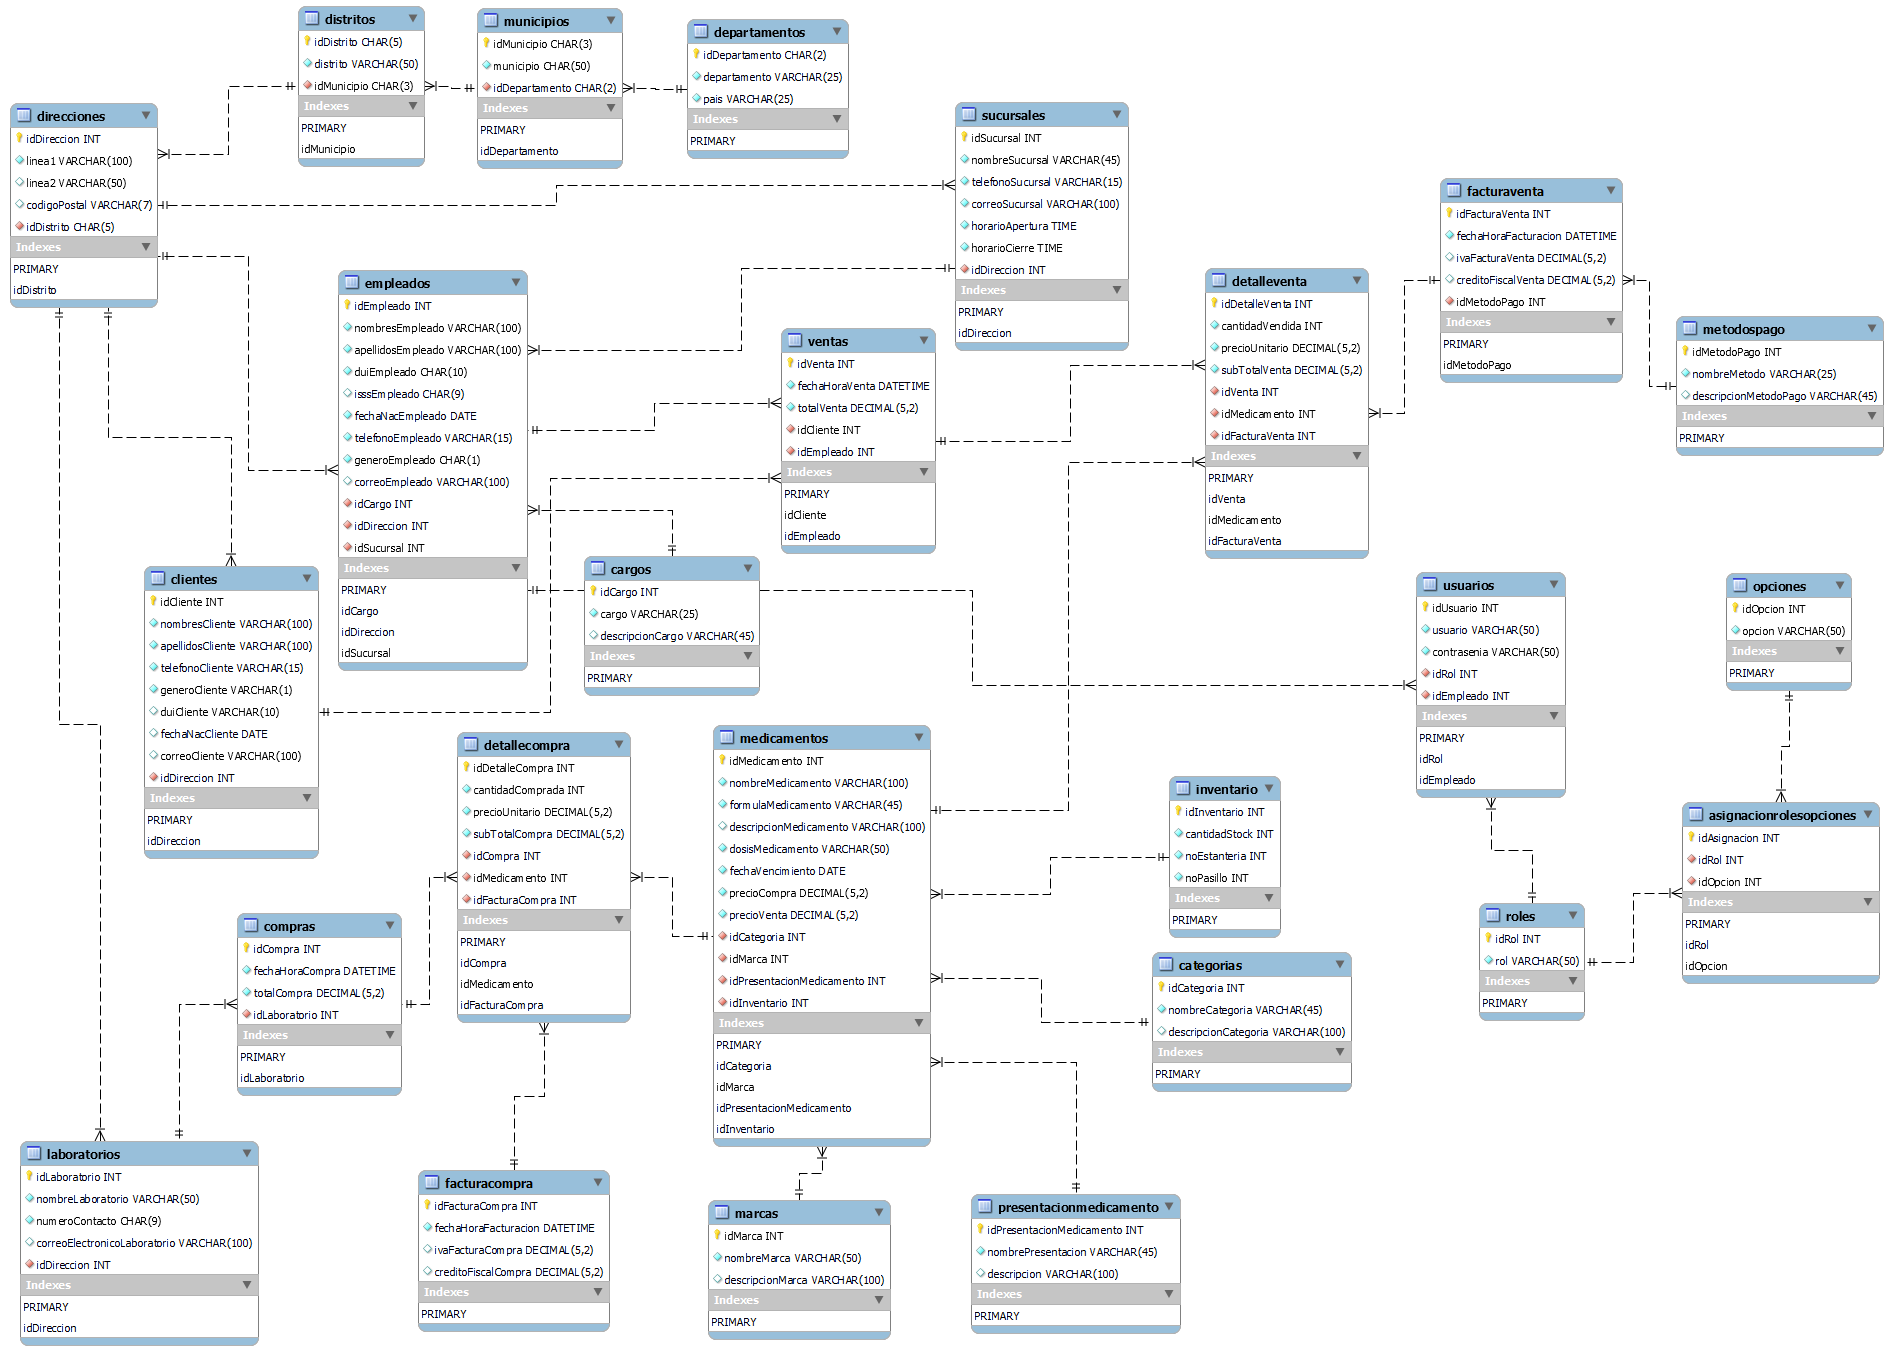 distritos
idDistrito CHAR(5)
distrito VARCHAR(50)
idMunicipio CHAR(3)
Indexes
PRIMARY
idMunicipio
municipios
idMunicipio CHAR(3)
municipio CHAR(50)
idDepartamento CHAR(2)
Indexes
PRIMARY
idDepartamento
departamentos
idDepartamento CHAR(2)
departamento VARCHAR(25)
pais VARCHAR(25)
Indexes
PRIMARY
direcciones
idDireccion INT
linea1 VARCHAR(100)
linea2 VARCHAR(50)
codigoPostal VARCHAR(7)
idDistrito CHAR(5)
Indexes
PRIMARY
idDistrito
sucursales
idSucursal INT
nombreSucursal VARCHAR(45)
telefonoSucursal VARCHAR(15)
correoSucursal VARCHAR(100)
horarioApertura TIME
horarioCierre TIME
idDireccion INT
Indexes
PRIMARY
idDireccion
facturaventa
idFacturaVenta INT
fechaHoraFacturacion DATETIME
ivaFacturaVenta DECIMAL(5,2)
creditoFiscalVenta DECIMAL(5,2)
idMetodoPago INT
Indexes
PRIMARY
idMetodoPago
empleados
idEmpleado INT
nombresEmpleado VARCHAR(100)
apellidosEmpleado VARCHAR(100)
duiEmpleado CHAR(10)
isssEmpleado CHAR(9)
fechaNacEmpleado DATE
telefonoEmpleado VARCHAR(15)
generoEmpleado CHAR(1)
correoEmpleado VARCHAR(100)
idCargo INT
idDireccion INT
idSucursal INT
Indexes
PRIMARY
idCargo
idDireccion
idSucursal
ventas
idVenta INT
fechaHoraVenta DATETIME
totalVenta DECIMAL(5,2)
idCliente INT
idEmpleado INT
Indexes
PRIMARY
idCliente
idEmpleado
detalleventa
idDetalleVenta INT
cantidadVendida INT
precioUnitario DECIMAL(5,2)
subTotalVenta DECIMAL(5,2)
idVenta INT
idMedicamento INT
idFacturaVenta INT
Indexes
PRIMARY
idVenta
idMedicamento
idFacturaVenta
metodospago
idMetodoPago INT
nombreMetodo VARCHAR(25)
descripcionMetodoPago VARCHAR(45)
Indexes
PRIMARY
clientes
idCliente INT
nombresCliente VARCHAR(100)
apellidosCliente VARCHAR(100)
telefonoCliente VARCHAR(15)
generoCliente VARCHAR(1)
duiCliente VARCHAR(10)
fechaNacCliente DATE
correoCliente VARCHAR(100)
idDireccion INT
Indexes
PRIMARY
idDireccion
cargos
idCargo INT
cargo VARCHAR(25)
descripcionCargo VARCHAR(45)
Indexes
PRIMARY
usuarios
idUsuario INT
usuario VARCHAR(50)
contrasenia VARCHAR(50)
idRol INT
idEmpleado INT
Indexes
PRIMARY
idRol
idEmpleado
opciones
idOpcion INT
opcion VARCHAR(50)
Indexes
PRIMARY
detallecompra
idDetalleCompra INT
cantidadComprada INT
precioUnitario DECIMAL(5,2)
subTotalCompra DECIMAL(5,2)
idCompra INT
idMedicamento INT
idFacturaCompra INT
Indexes
PRIMARY
idCompra
idMedicamento
idFacturaCompra
medicamentos
idMedicamento INT
nombreMedicamento VARCHAR(100)
formulaMedicamento VARCHAR(45)
descripcionMedicamento VARCHAR(100)
dosisMedicamento VARCHAR(50)
fechaVencimiento DATE
precioCompra DECIMAL(5,2)
precioVenta DECIMAL(5,2)
idCategoria INT
idMarca INT
idPresentacionMedicamento INT
idInventario INT
Indexes
PRIMARY
idCategoria
idMarca
idPresentacionMedicamento
idInventario
inventario
idInventario INT
cantidadStock INT
noEstanteria INT
noPasillo INT
Indexes
PRIMARY
asignacionrolesopciones
idAsignacion INT
idRol INT
idOpcion INT
Indexes
PRIMARY
idRol
idOpcion
roles
idRol INT
rol VARCHAR(50)
Indexes
PRIMARY
compras
idCompra INT
fechaHoraCompra DATETIME
totalCompra DECIMAL(5,2)
idLaboratorio INT
Indexes
PRIMARY
idLaboratorio
categorias
idCategoria INT
nombreCategoria VARCHAR(45)
descripcionCategoria VARCHAR(100)
Indexes
PRIMARY
laboratorios
idLaboratorio INT
nombreLaboratorio VARCHAR(50)
numeroContacto CHAR(9)
correoElectronicoLaboratorio VARCHAR(100)
idDireccion INT
Indexes
PRIMARY
idDireccion
facturacompra
idFacturaCompra INT
fechaHoraFacturacion DATETIME
ivaFacturaCompra DECIMAL(5,2)
creditoFiscalCompra DECIMAL(5,2)
Indexes
PRIMARY
marcas
idMarca INT
nombreMarca VARCHAR(50)
descripcionMarca VARCHAR(100)
Indexes
PRIMARY
presentacionmedicamento
idPresentacionMedicamento INT
nombrePresentacion VARCHAR(45)
descripcion VARCHAR(100)
Indexes
PRIMARY